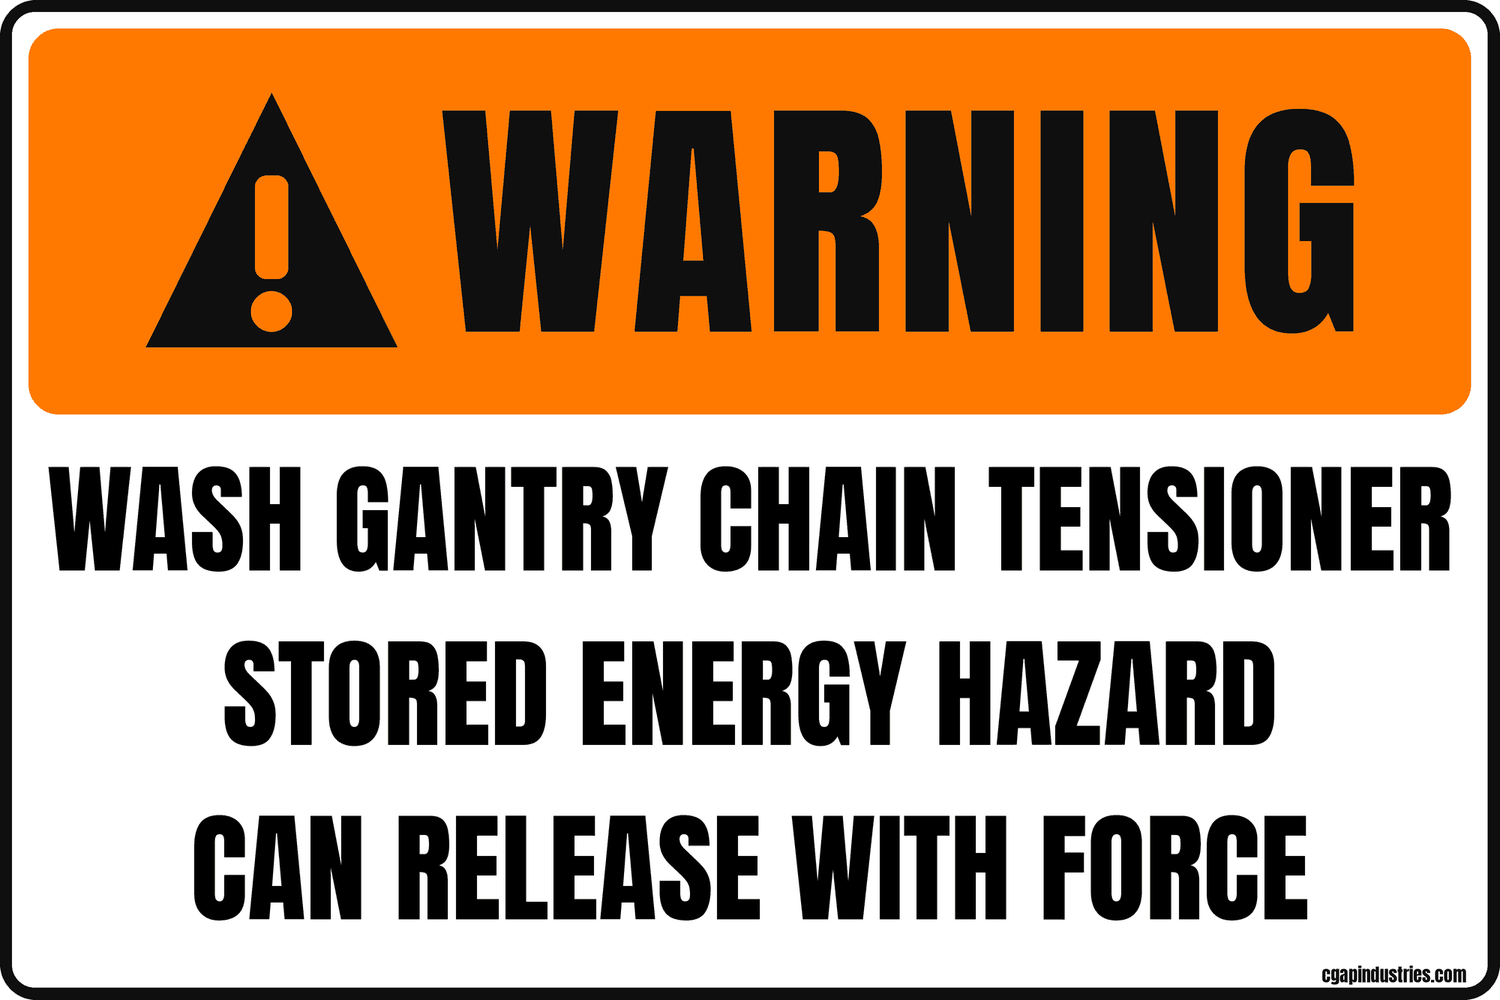 WARNING
WASH GANTRY CHAIN TENSIONER
STORED ENERGY HAZARD
CAN RELEASE WITH FORCE
cgapindustries.com